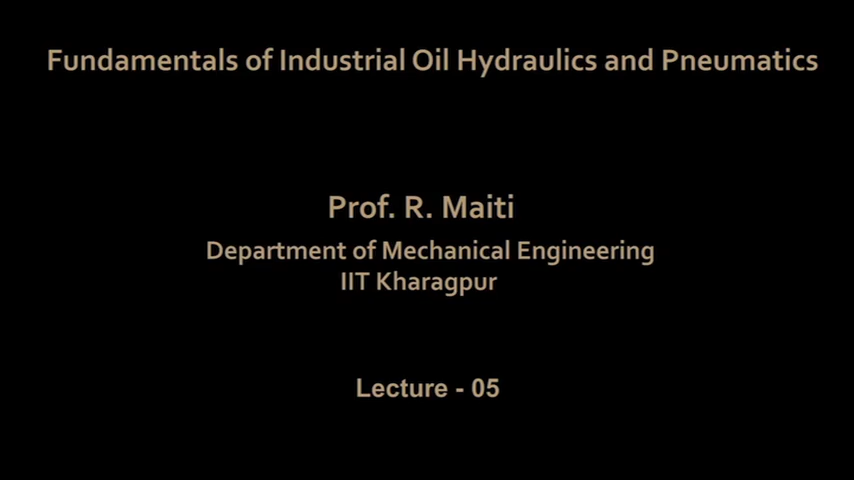 Fundamentals of Industrial Oil Hydraulics and Pneumatics
Prof. R. Maiti
Department of Mechanical Engineering
IIT Kharagpur
Lecture - 05